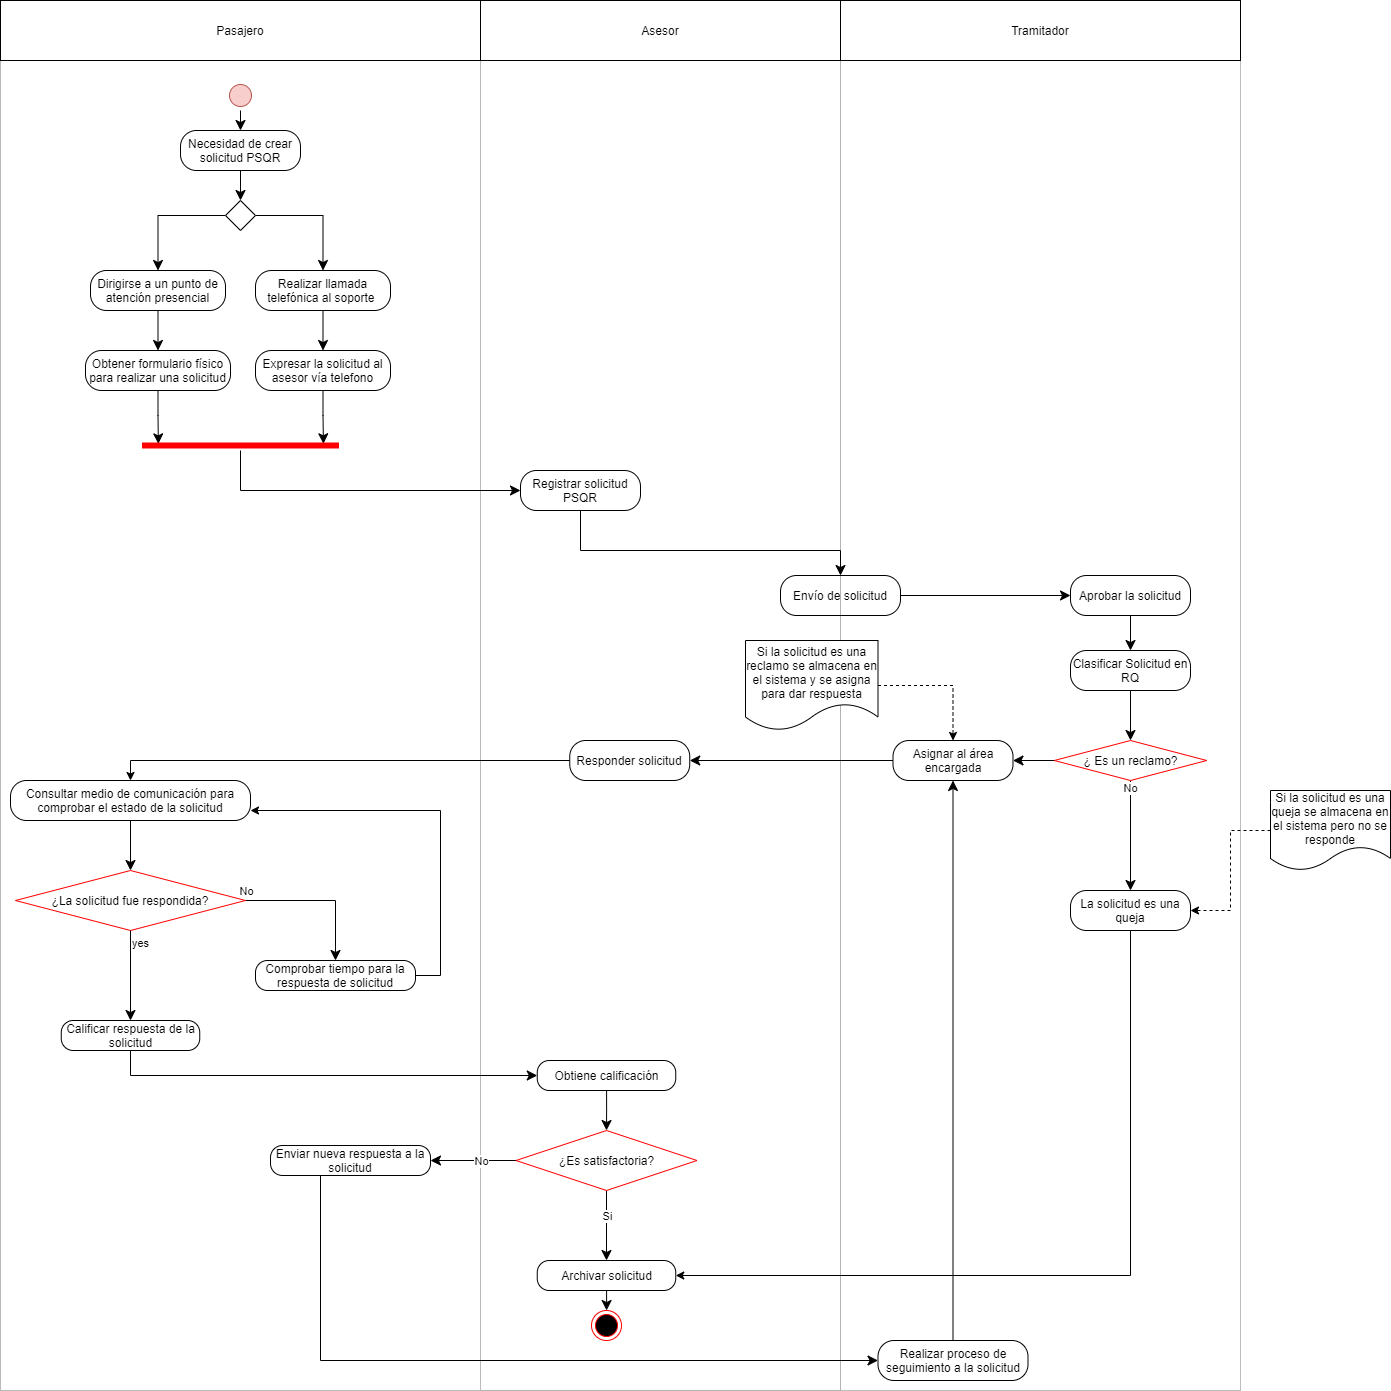 Pasajero
Asesor
Tramitador
Necesidad de crear
solicitud PSQR
Dirigirse a un punto de
atención presencial
Realizar llamada
telefónica al soporte
Obtener formulario físico
para realizar una solicitud
Expresar la solicitud al
asesor vía telefono
Registrar solicitud
PSQR
Envío de solicitud
Aprobar la solicitud
Si la solicitud es una
reclamo se almacena en
el sistema y se asigna
para dar respuesta
Clasificar Solicitud en
RQ
Responder solicitud
Asignar al área
encargada
¿ Es un reclamo?
No
Consultar medio de comunicación para
comprobar el estado de la solicitud
Si la solicitud es una
queja se almacena en
el sistema pero no se
responde
¿La solicitud fue respondida?
No
yes
La solicitud es una
queja
Comprobar tiempo para la
respuesta de solicitud
Calificar respuesta de la
solicitud
Obtiene calificación
Enviar nueva respuesta a la
solicitud
No
¿Es satisfactoria?
Si
Archivar solicitud
Realizar proceso de
seguimiento a la solicitud